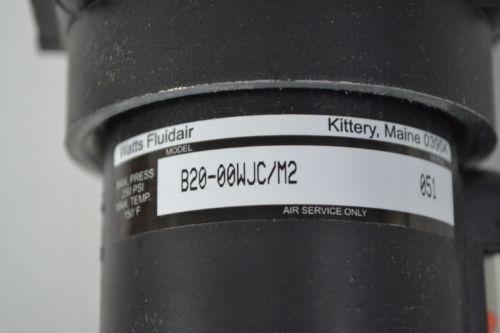 Watts Fluidair Kittery, Maine 03904
MODEL
MAX. PRESS
250 PSI
MAX. TEMP.
150°F
B20-00WJC/M2 051
AIR SERVICE ONLY